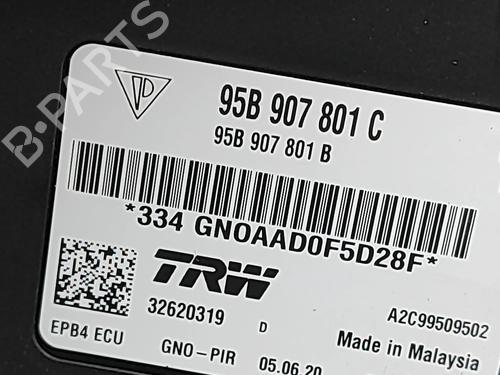 B-PARTS
95B 907 801 C
95B 907 801 B
*334 GNOAAD0F5D28F*
TRW
32620319 D
A2C99509502
EPB4 ECU
GNO-PIR
05.06.20
Made in Malaysia